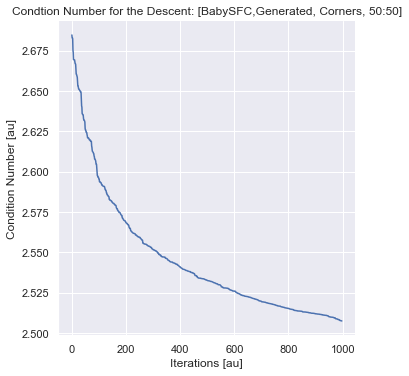 Condtion Number for the Descent: [BabySFC,Generated, Corners, 50:50]
2.675
2.650
2.625
2.600
2.575
2.550
2.525
2.500
Condition Number [au]
0 200 400 600 800 1000
Iterations [au]